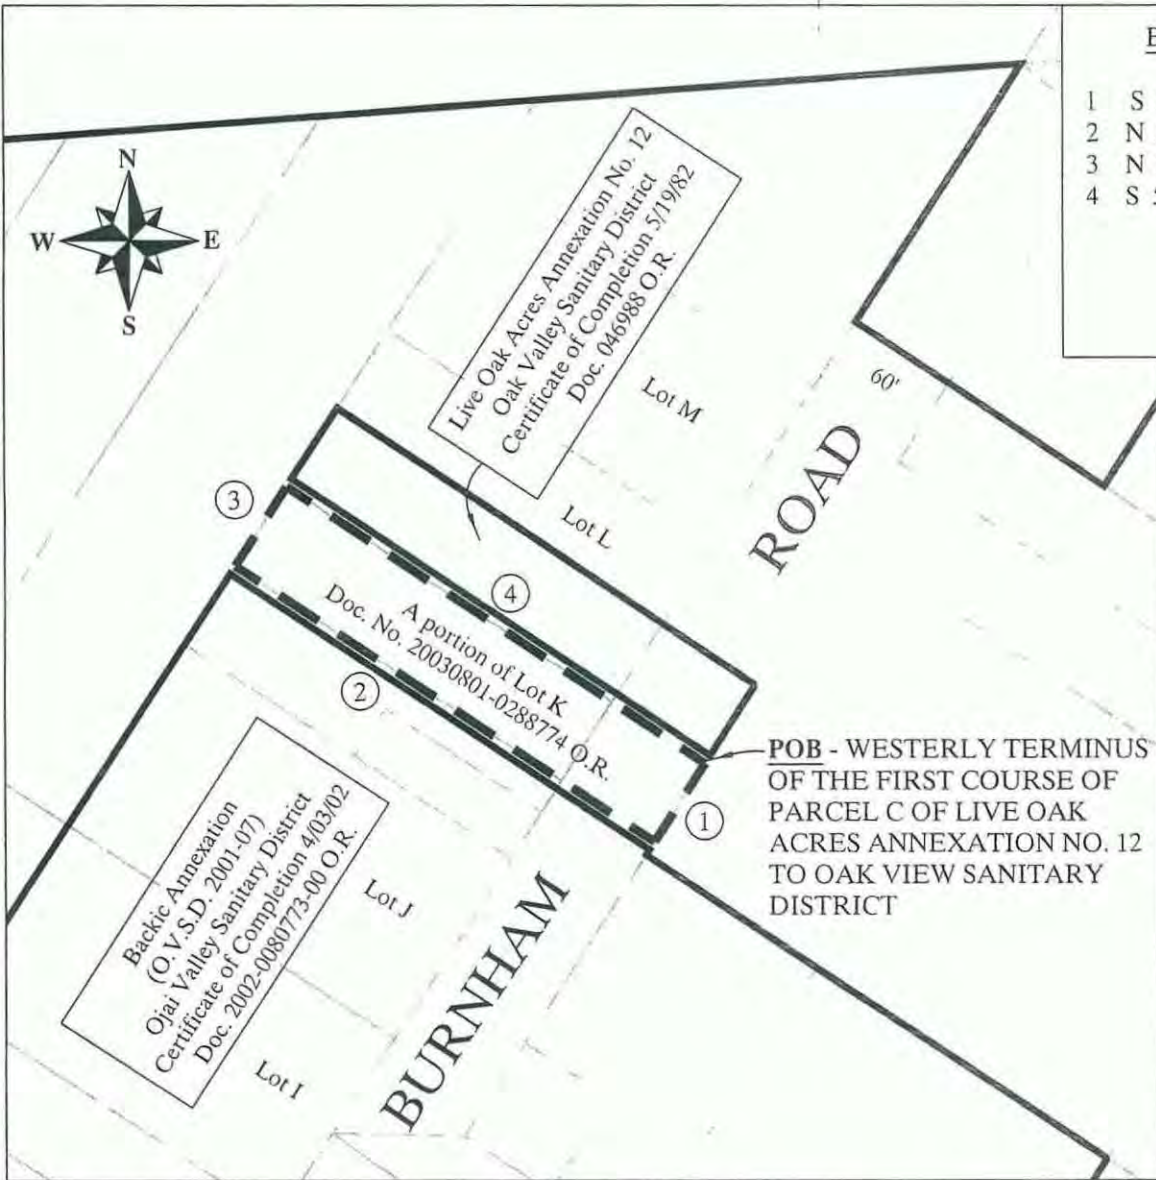 E
1 S
2 N
3 N
4 S 5
N
W E
S
Live Oak Acres Annexation No. 12
Oak Valley Sanitary District
Certificate of Completion 5/19/82
Doc. 046988 O.R.
Lot M
60'
ROAD
Lot L
3
4
A portion of Lot K
Doc. No. 20030801-0288774 O.R.
2
1
POB - WESTERLY TERMINUS
OF THE FIRST COURSE OF
PARCEL C OF LIVE OAK
ACRES ANNEXATION NO. 12
TO OAK VIEW SANITARY
DISTRICT
Backic Annexation
(O.V.S.D. 2001-07)
Ojai Valley Sanitary District
Certificate of Completion 4/03/02
Doc. 2002-00807773-00 O.R.
Lot J
BURNHAM
Lot I